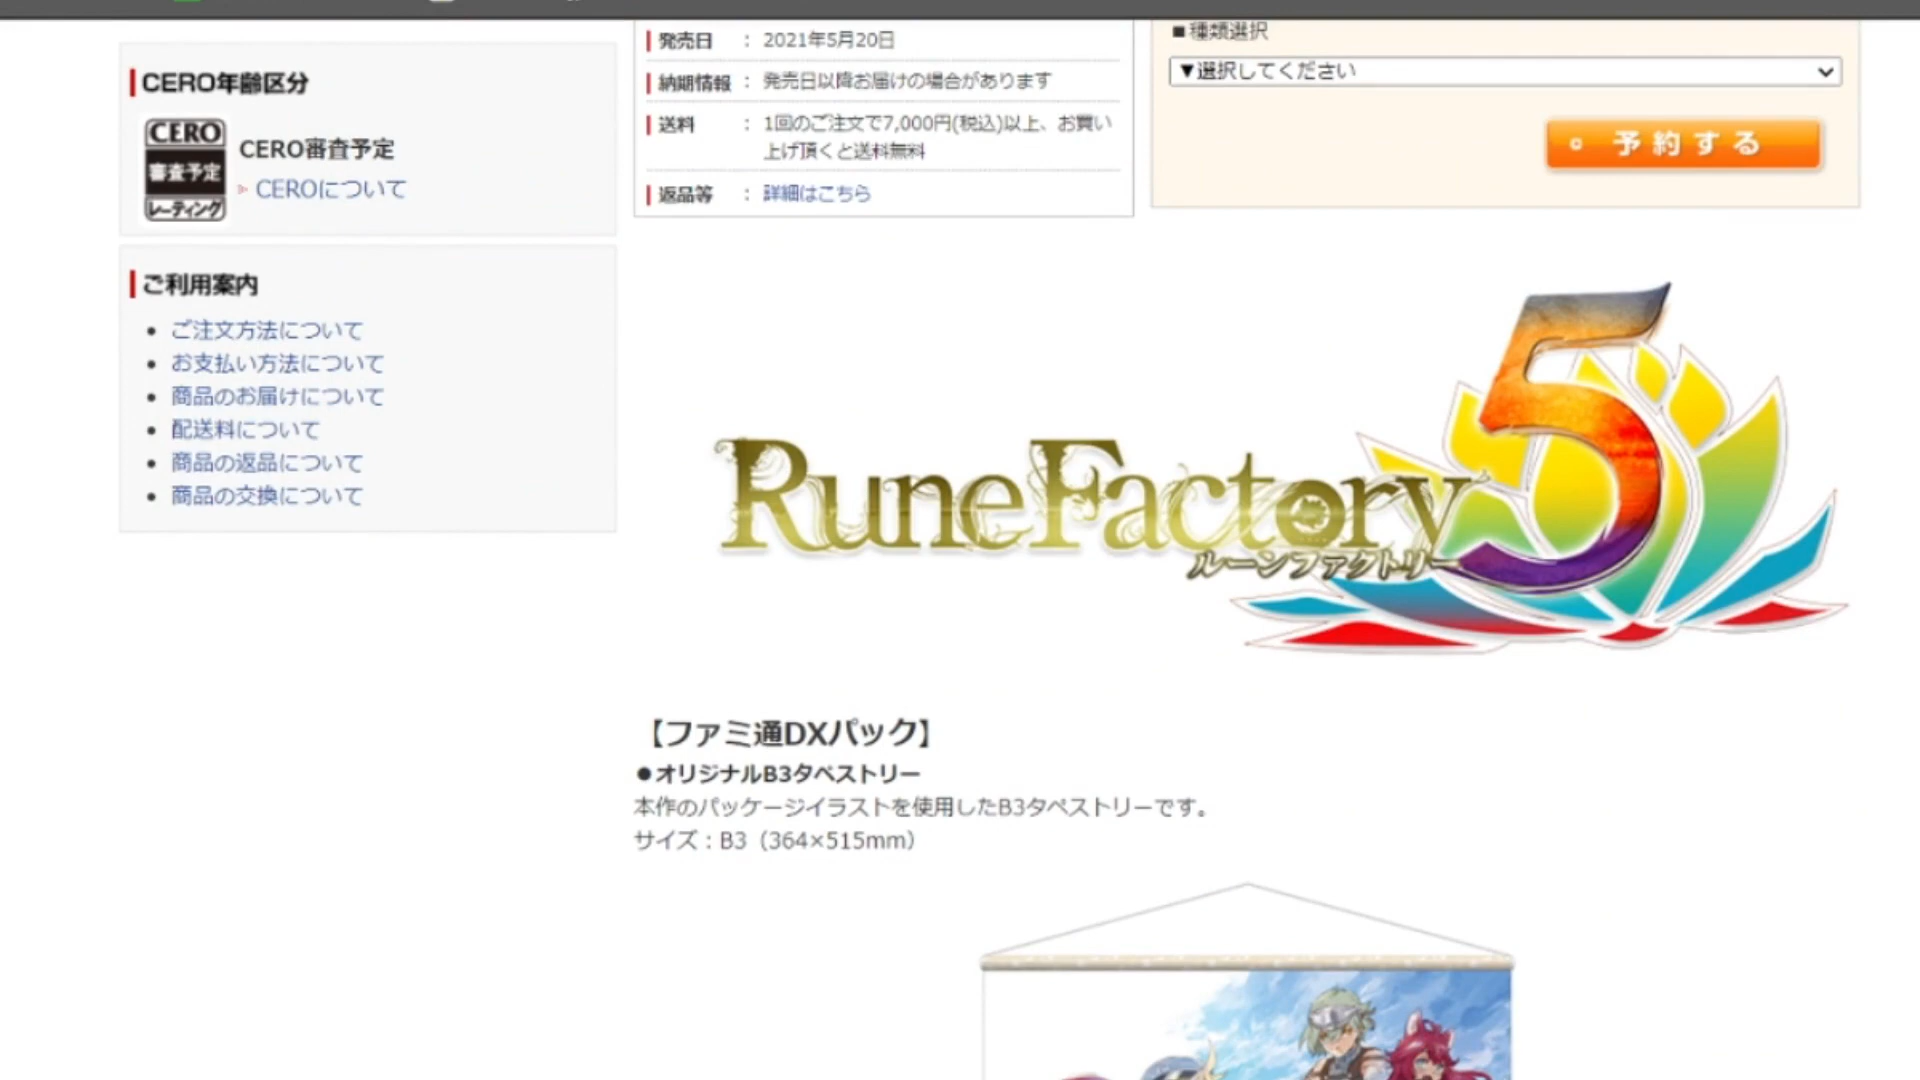 CERO年齢区分
CERO
審査予定
レーティング
CERO審査予定
CEROについて
ご利用案内
• ご注文方法について
• お支払い方法について
• 商品のお届けについて
• 配送料について
• 商品の返品について
• 商品の交換について
発売日 : 2021年5月20日
納期情報 : 発売日以降お届けの場合があります
送料 : 1回のご注文で7,000円(税込)以上、お買い
上げ頂くと送料無料
返品等 : 詳細はこちら
■種類選択
▼選択してください
予約する
RuneFactory5
ルーンファクトリー
【ファミ通DXパック】
●オリジナルB3タペストリー
本作のパッケージイラストを使用したB3タペストリーです。
サイズ：B3（364×515mm）